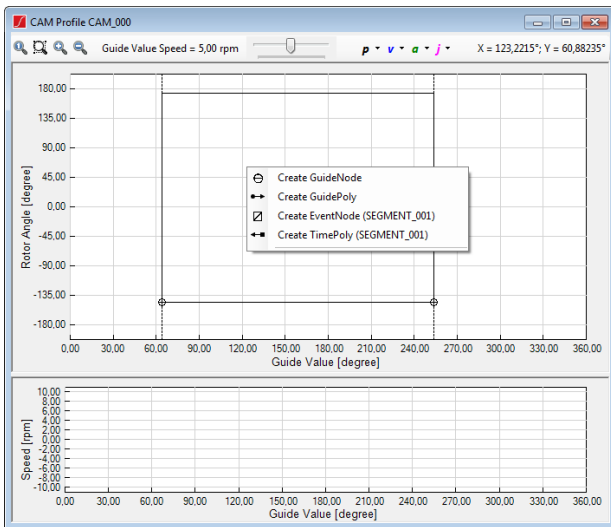 CAM Profile CAM_000
Guide Value Speed = 5,00 rpm p v a j X = 123,2215°; Y = 60,88235°
180,00
135,00
90,00
45,00
0,00
-45,00
-90,00
-135,00
-180,00
Rotor Angle [degree]
Create GuideNode
Create GuidePoly
Create EventNode (SEGMENT_001)
Create TimePoly (SEGMENT_001)
0,00 30,00 60,00 90,00 120,00 150,00 180,00 210,00 240,00 270,00 300,00 330,00 360,00
Guide Value [degree]
10,00
8,00
6,00
4,00
2,00
0,00
-2,00
-4,00
-6,00
-8,00
-10,00
Speed [rpm]
0,00 30,00 60,00 90,00 120,00 150,00 180,00 210,00 240,00 270,00 300,00 330,00 360,00
Guide Value [degree]